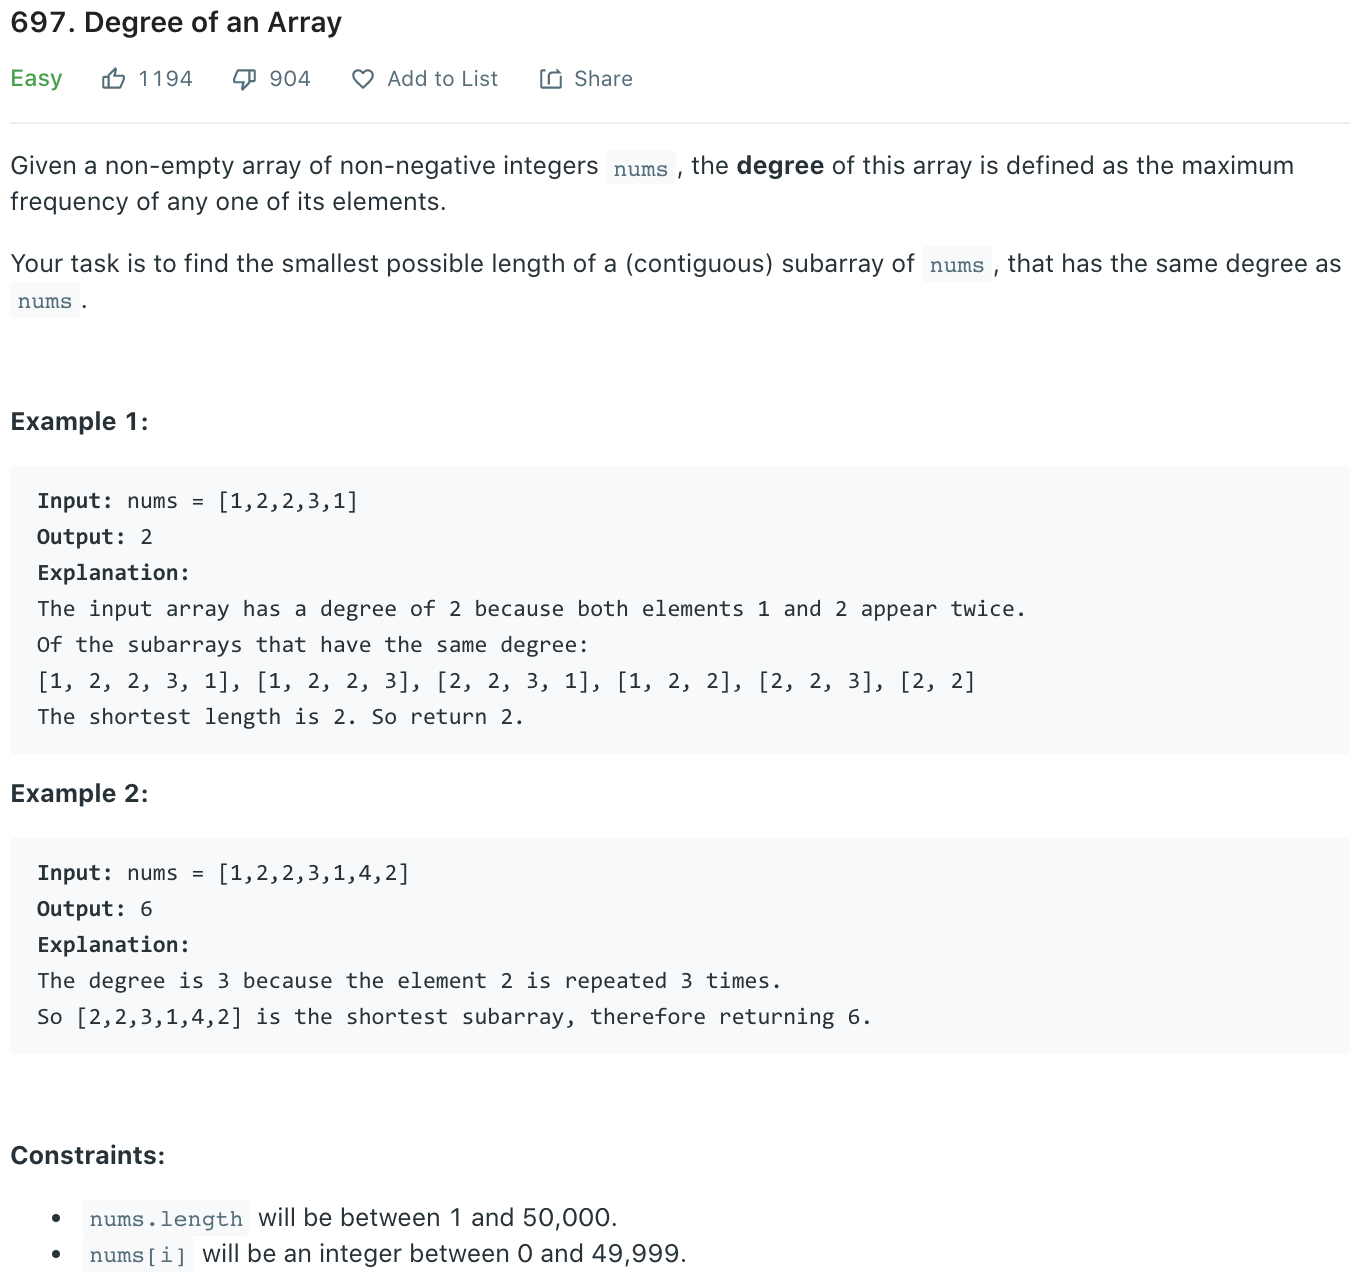 697. Degree of an Array
Easy 1194 904 Add to List Share
Given a non-empty array of non-negative integers nums , the degree of this array is defined as the maximum
frequency of any one of its elements.
Your task is to find the smallest possible length of a (contiguous) subarray of nums , that has the same degree as
nums .
Example 1:
Input: nums = [1,2,2,3,1]
Output: 2
Explanation:
The input array has a degree of 2 because both elements 1 and 2 appear twice.
Of the subarrays that have the same degree:
[1, 2, 2, 3, 1], [1, 2, 2, 3], [2, 2, 3, 1], [1, 2, 2], [2, 2, 3], [2, 2]
The shortest length is 2. So return 2.
Example 2:
Input: nums = [1,2,2,3,1,4,2]
Output: 6
Explanation:
The degree is 3 because the element 2 is repeated 3 times.
So [2,2,3,1,4,2] is the shortest subarray, therefore returning 6.
Constraints:
• nums.length will be between 1 and 50,000.
• nums[i] will be an integer between 0 and 49,999.